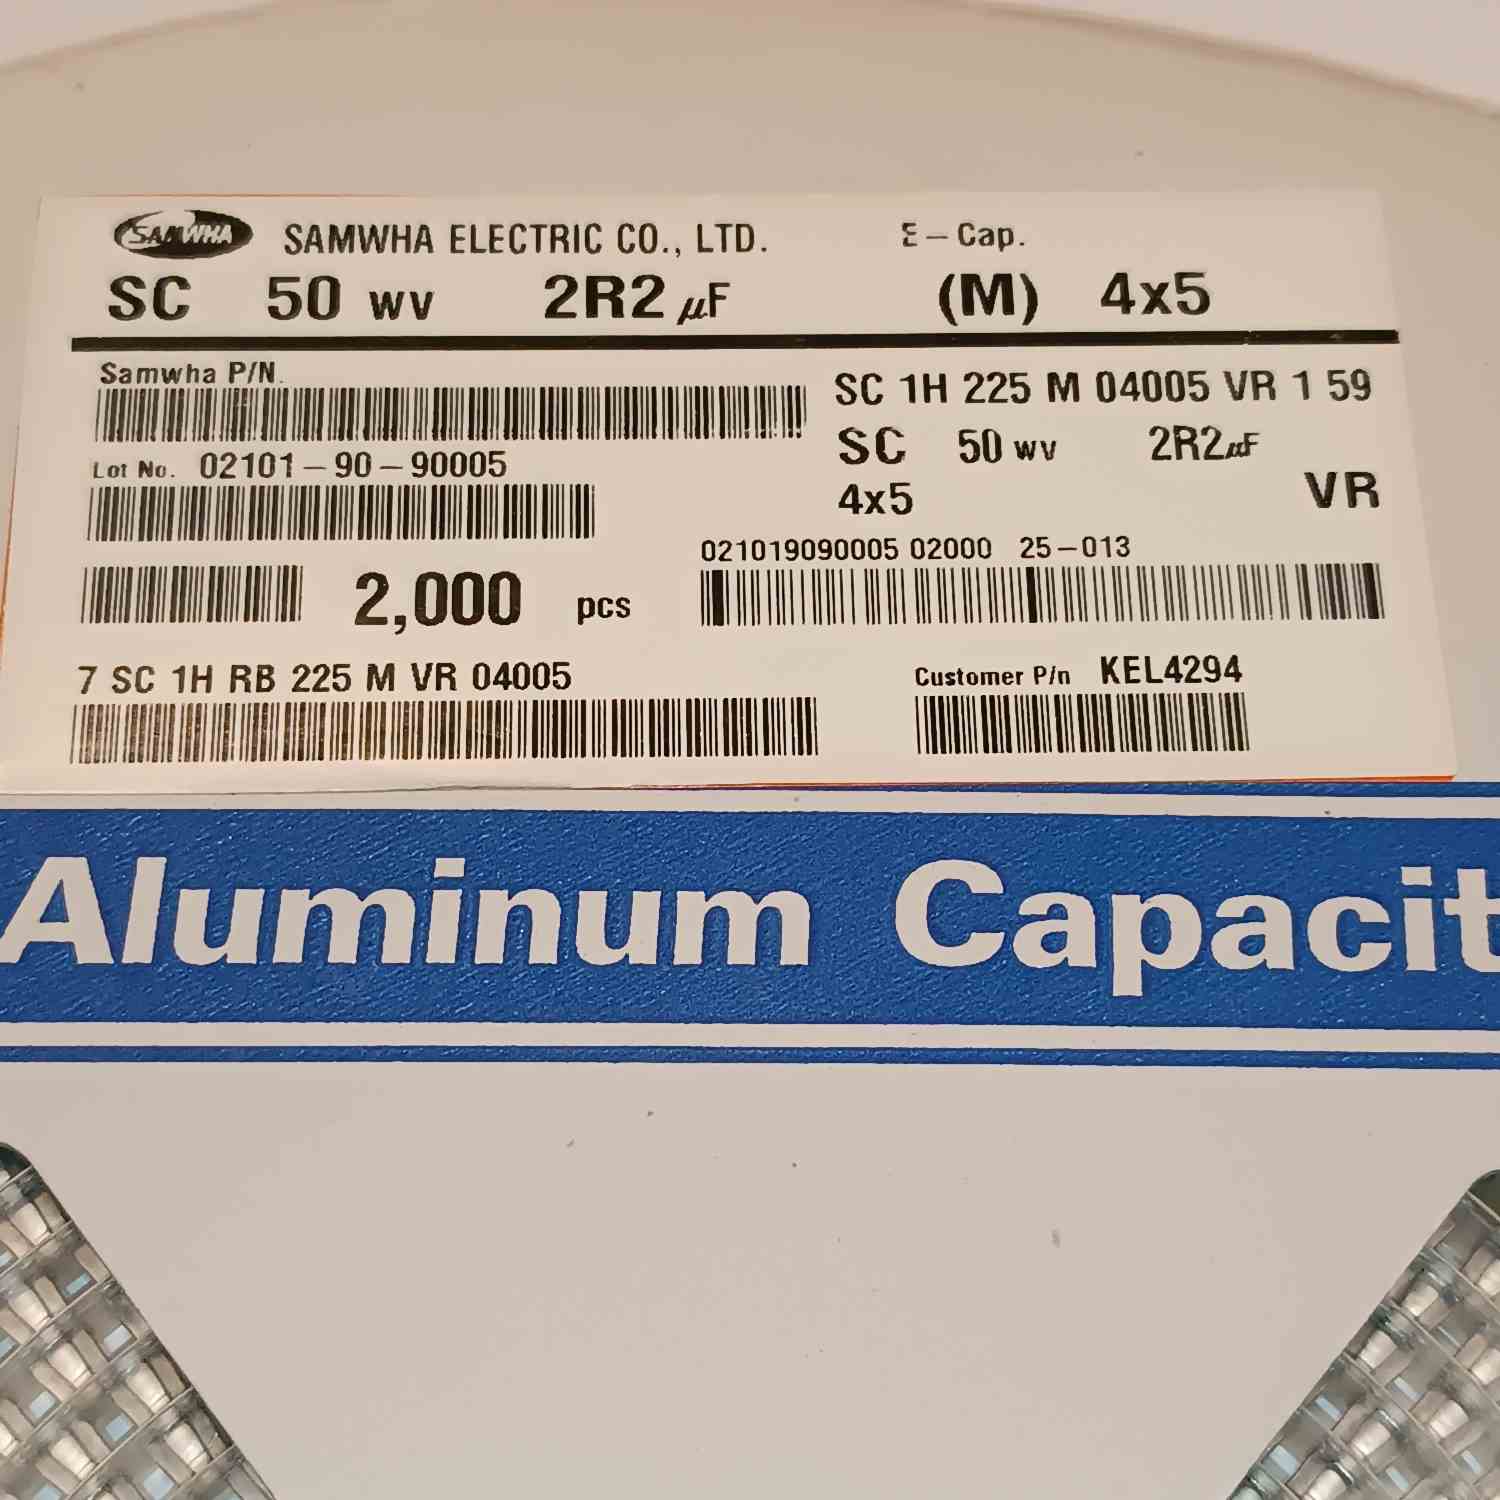 SAMWHA SAMWHA ELECTRIC CO., LTD. E-Cap.
SC 50 WV 2R2 µF (M) 4x5
Samwha P/N.
SC 1H 225 M 04005 VR 1 59
SC 50 WV 2R2µF
4x5 VR
Lot No. 02101-90-90005
021019090005 02000 25-013
2,000 pcs
7 SC 1H RB 225 M VR 04005
Customer P/n KEL4294
Aluminum Capacit